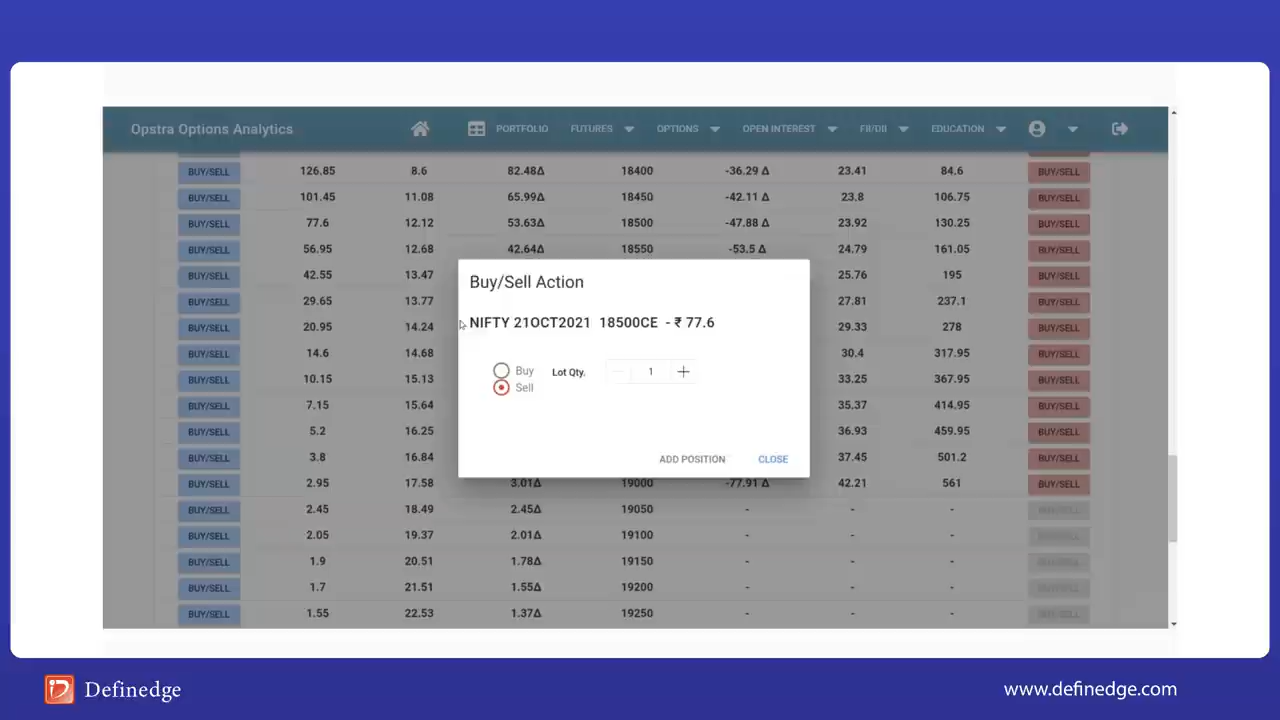 Opstra Options Analytics PORTFOLIO FUTURES OPTIONS OPEN INTEREST FII/DII EDUCATION
BUY/SELL 126.85 8.6 82.48Δ 18400 -36.29 Δ 23.41 84.6 BUY/SELL
BUY/SELL 101.45 11.08 65.99Δ 18450 -42.11 Δ 23.8 106.75 BUY/SELL
BUY/SELL 77.6 12.12 53.63Δ 18500 -47.88 Δ 23.92 130.25 BUY/SELL
BUY/SELL 56.95 12.68 42.64Δ 18550 -53.5 Δ 24.79 161.05 BUY/SELL
BUY/SELL 42.55 13.47 25.76 195 BUY/SELL
BUY/SELL 29.65 13.77 27.81 237.1 BUY/SELL
BUY/SELL 20.95 14.24 29.33 278 BUY/SELL
BUY/SELL 14.6 14.68 30.4 317.95 BUY/SELL
BUY/SELL 10.15 15.13 33.25 367.95 BUY/SELL
BUY/SELL 7.15 15.64 35.37 414.95 BUY/SELL
BUY/SELL 5.2 16.25 36.93 459.95 BUY/SELL
BUY/SELL 3.8 16.84 37.45 501.2 BUY/SELL
BUY/SELL 2.95 17.58 3.01Δ 19000 -77.91 Δ 42.21 561 BUY/SELL
BUY/SELL 2.45 18.49 2.45Δ 19050 - - - BUY/SELL
BUY/SELL 2.05 19.37 2.01Δ 19100 - - - BUY/SELL
BUY/SELL 1.9 20.51 1.78Δ 19150 - - - BUY/SELL
BUY/SELL 1.7 21.51 1.55Δ 19200 - - - BUY/SELL
BUY/SELL 1.55 22.53 1.37Δ 19250 - - - BUY/SELL
Buy/Sell Action
NIFTY 21OCT2021 18500CE - ₹ 77.6
Buy
Lot Qty. 1
Sell
ADD POSITION CLOSE
Definedge www.definedge.com